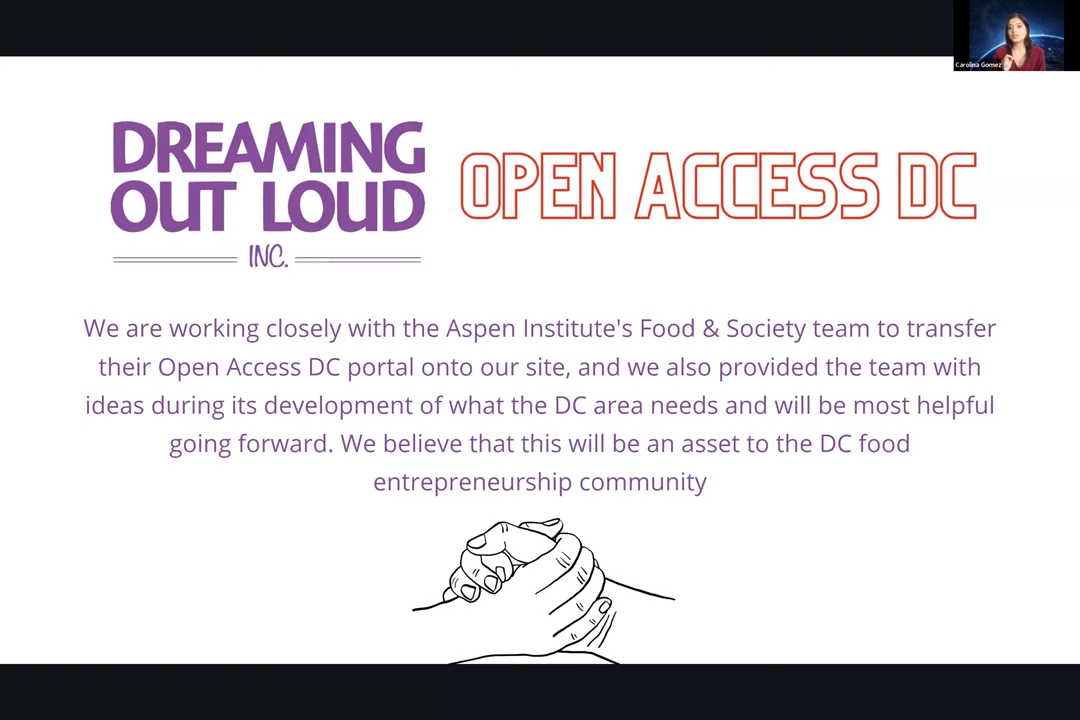 Carolina Gomez
DREAMING
OUT LOUD
INC.
OPEN ACCESS DC
We are working closely with the Aspen Institute's Food & Society team to transfer
their Open Access DC portal onto our site, and we also provided the team with
ideas during its development of what the DC area needs and will be most helpful
going forward. We believe that this will be an asset to the DC food
entrepreneurship community